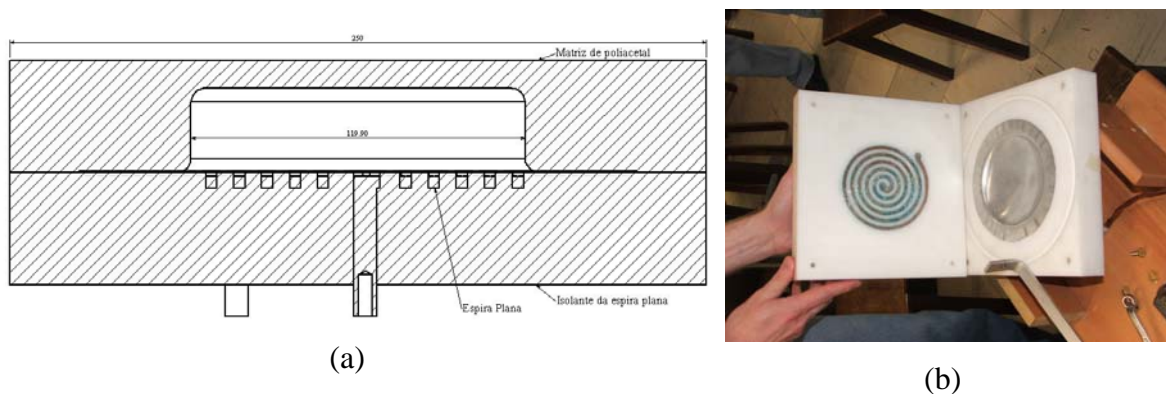 250
Matriz de poliacetal
119.90
Isolante da espira plana
Espira Plana
(a)
(b)